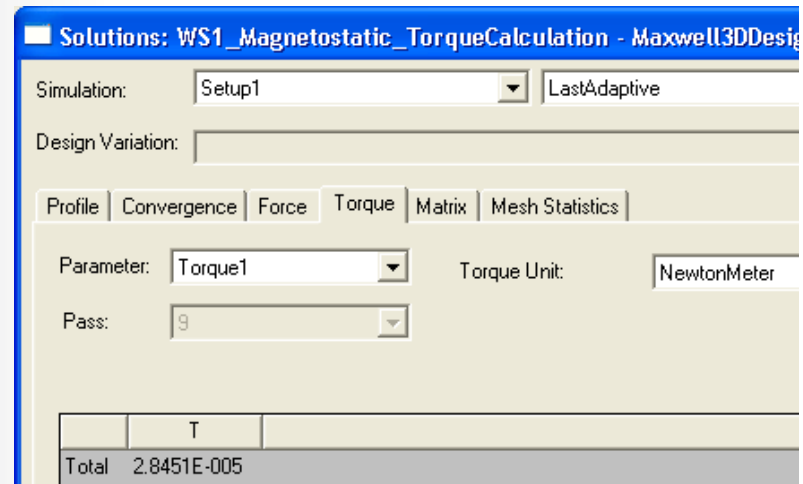 Solutions: WS1_Magnetostatic_TorqueCalculation - Maxwell3DDesig
Simulation: Setup1 LastAdaptive
Design Variation:
Profile Convergence Force Torque Matrix Mesh Statistics
Parameter: Torque1 Torque Unit: NewtonMeter
Pass: 9
T
Total 2.8451E-005